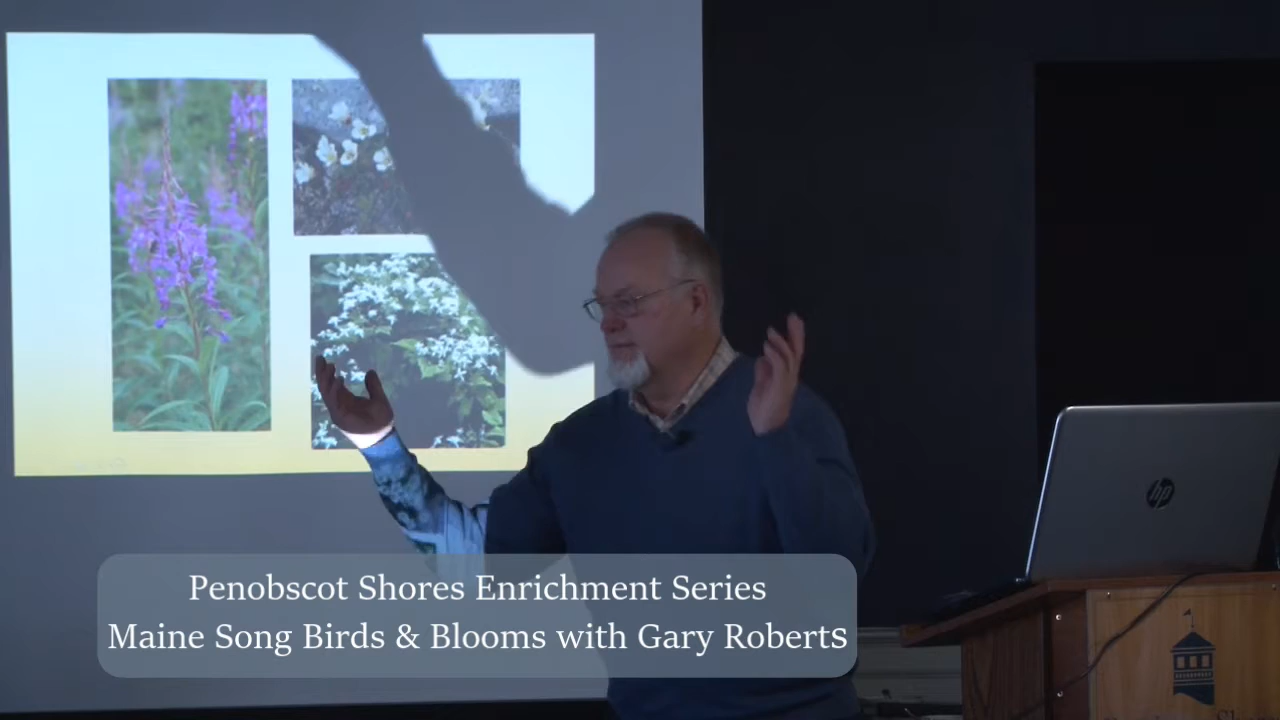 Penobscot Shores Enrichment Series
Maine Song Birds & Blooms with Gary Roberts
hp